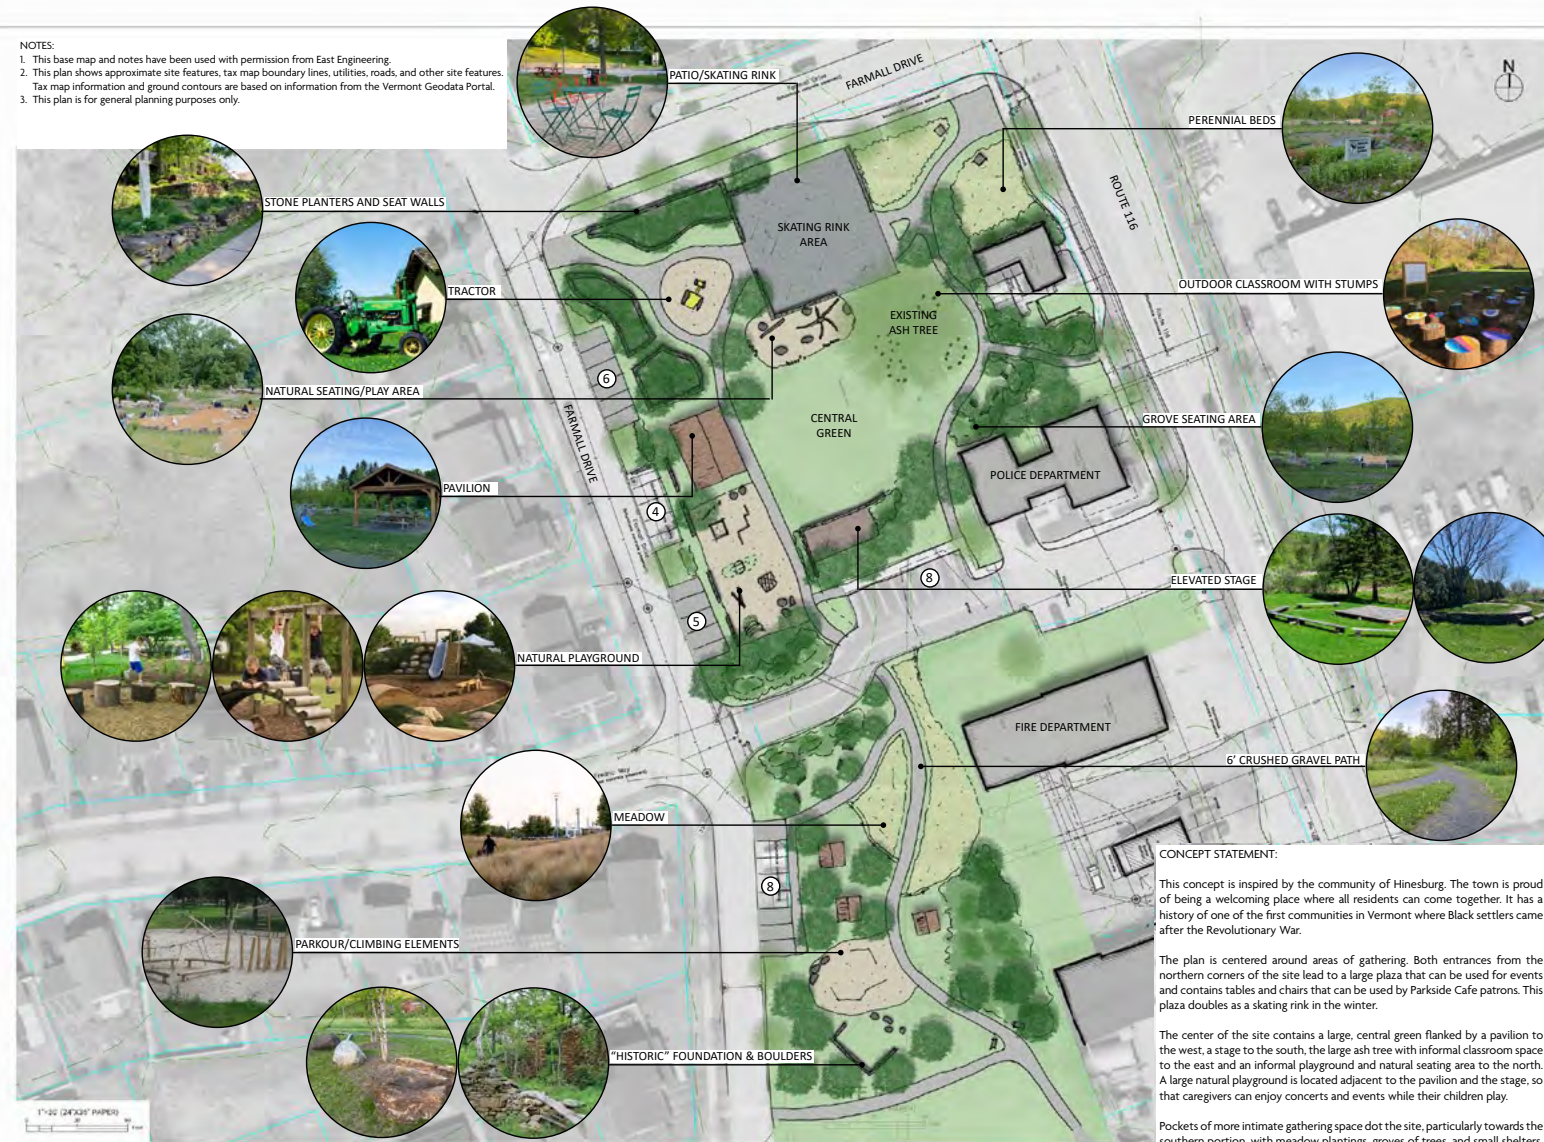 NOTES:
1. This base map and notes have been used with permission from East Engineering.
2. This plan shows approximate site features, tax map boundary lines, utilities, roads, and other site features.
Tax map information and ground contours are based on information from the Vermont Geodata Portal.
3. This plan is for general planning purposes only.
PATIO/SKATING RINK
FARMALL DRIVE
N
PERENNIAL BEDS
ROUTE 116
STONE PLANTERS AND SEAT WALLS
SKATING RINK
AREA
TRACTOR
OUTDOOR CLASSROOM WITH STUMPS
EXISTING
ASH TREE
6
NATURAL SEATING/PLAY AREA
FARMALL DRIVE
CENTRAL
GREEN
GROVE SEATING AREA
POLICE DEPARTMENT
PAVILION
4
8
ELEVATED STAGE
5
NATURAL PLAYGROUND
FIRE DEPARTMENT
6' CRUSHED GRAVEL PATH
MEADOW
8
PARKOUR/CLIMBING ELEMENTS
"HISTORIC" FOUNDATION & BOULDERS
CONCEPT STATEMENT:
This concept is inspired by the community of Hinesburg. The town is proud
of being a welcoming place where all residents can come together. It has a
history of one of the first communities in Vermont where Black settlers came
after the Revolutionary War.
The plan is centered around areas of gathering. Both entrances from the
northern corners of the site lead to a large plaza that can be used for events
and contains tables and chairs that can be used by Parkside Cafe patrons. This
plaza doubles as a skating rink in the winter.
The center of the site contains a large, central green flanked by a pavilion to
the west, a stage to the south, the large ash tree with informal classroom space
to the east and an informal playground and natural seating area to the north.
A large natural playground is located adjacent to the pavilion and the stage, so
that caregivers can enjoy concerts and events while their children play.
Pockets of more intimate gathering space dot the site, particularly towards the
southern portion, with meadow plantings, groves of trees, and small shelters.